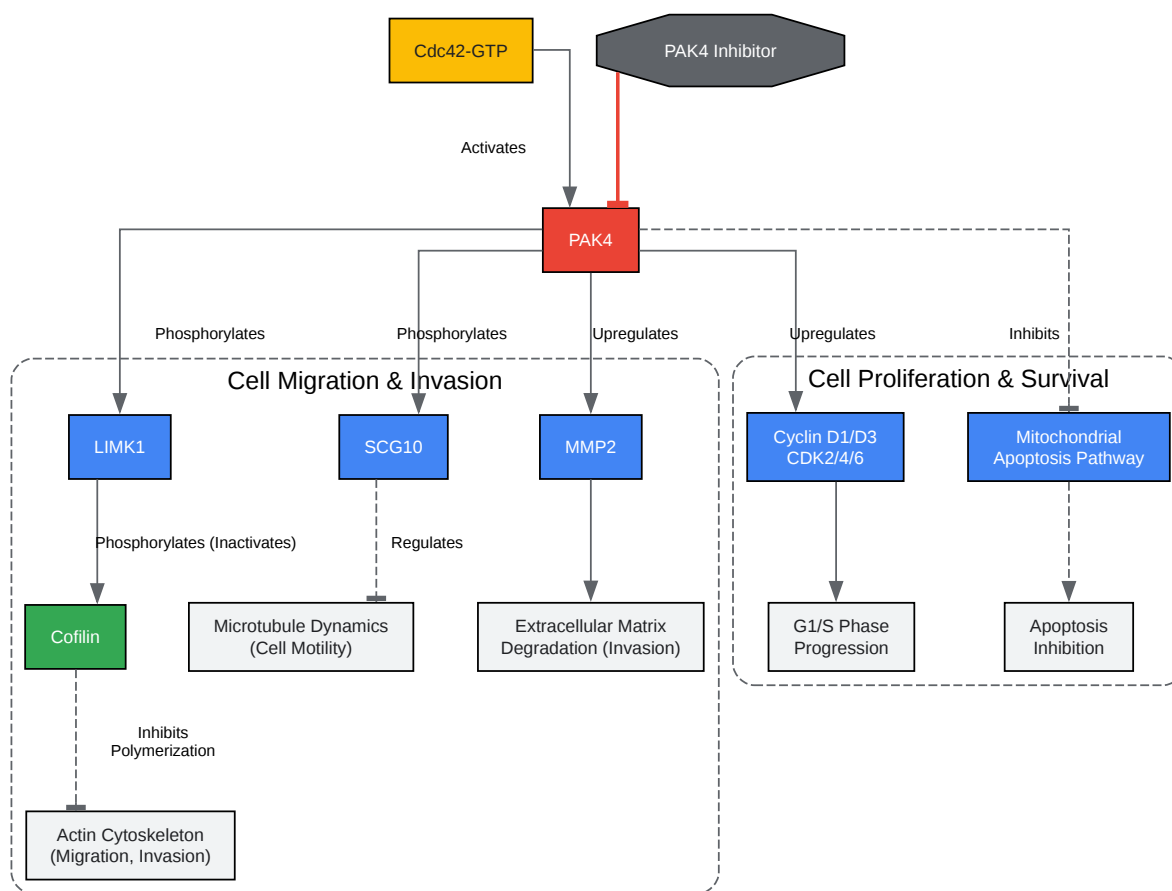 Cdc42-GTP
PAK4 Inhibitor
Activates
PAK4
Phosphorylates
Phosphorylates
Upregulates
Upregulates
Inhibits
Cell Migration & Invasion
Cell Proliferation & Survival
LIMK1
SCG10
MMP2
Cyclin D1/D3
CDK2/4/6
Mitochondrial
Apoptosis Pathway
Phosphorylates (Inactivates)
Regulates
Cofilin
Microtubule Dynamics
(Cell Motility)
Extracellular Matrix
Degradation (Invasion)
G1/S Phase
Progression
Apoptosis
Inhibition
Inhibits
Polymerization
Actin Cytoskeleton
(Migration, Invasion)